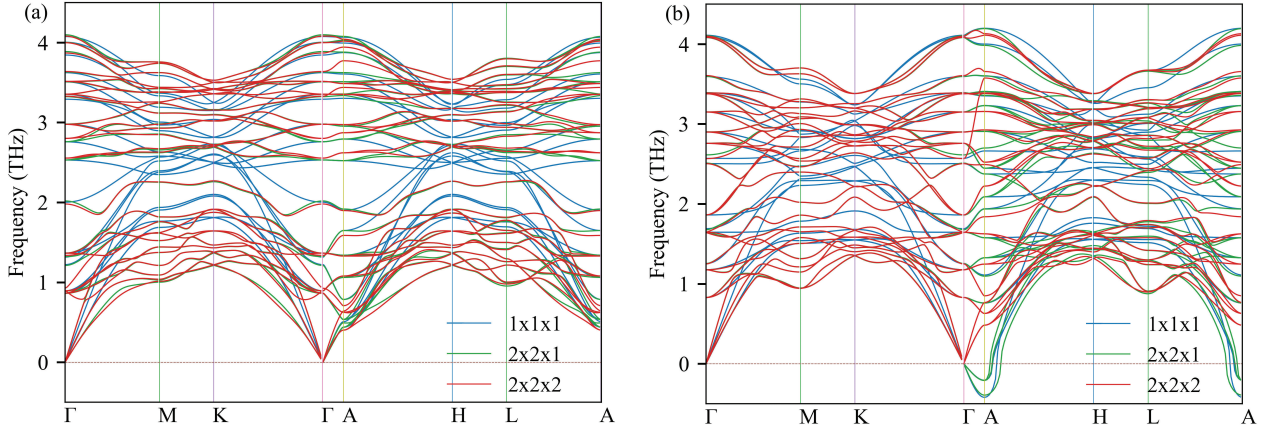 (a)
Frequency (THz)
4
3
2
1
0
1x1x1
2x2x1
2x2x2
Γ M K Γ A H L A
(b)
Frequency (THz)
4
3
2
1
0
1x1x1
2x2x1
2x2x2
Γ M K Γ A H L A